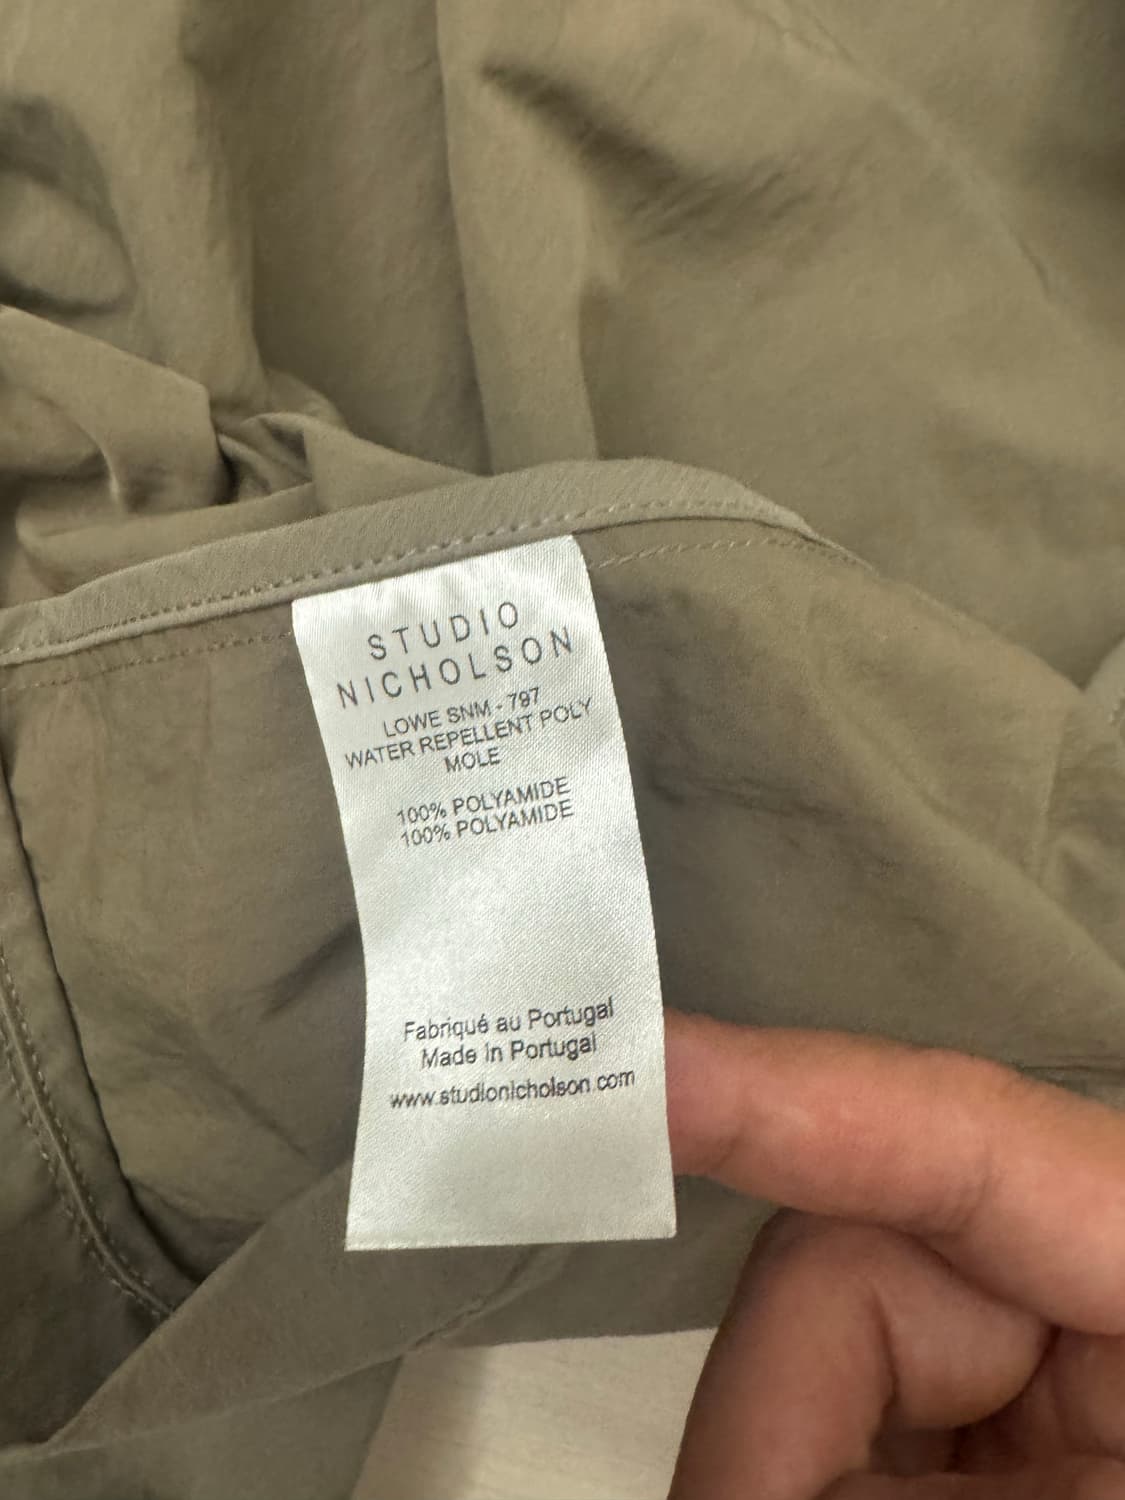 STUDIO
NICHOLSON
LOWE SNM - 797
WATER REPELLENT POLY
MOLE
100% POLYAMIDE
100% POLYAMIDE
Fabriqué au Portugal
Made in Portugal
www.studionicholson.com